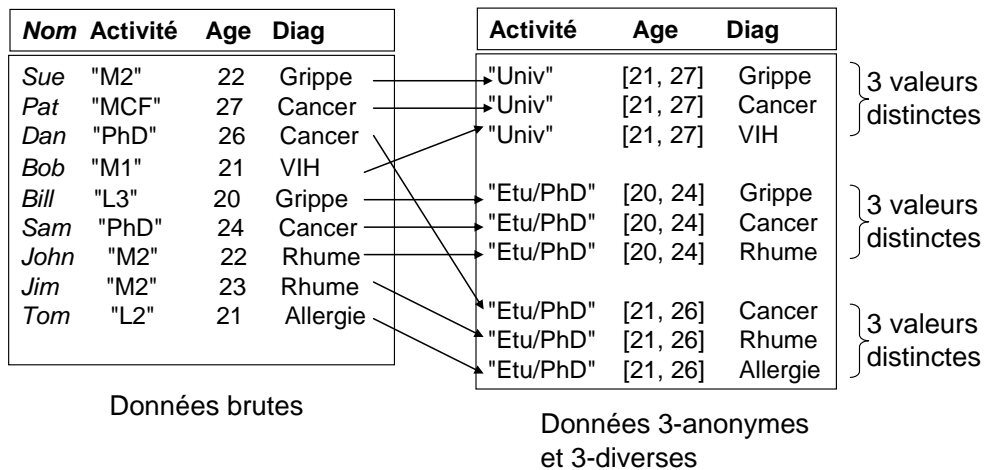 Nom Activité Age Diag
Sue "M2" 22 Grippe
Pat "MCF" 27 Cancer
Dan "PhD" 26 Cancer
Bob "M1" 21 VIH
Bill "L3" 20 Grippe
Sam "PhD" 24 Cancer
John "M2" 22 Rhume
Jim "M2" 23 Rhume
Tom "L2" 21 Allergie
Données brutes
Activité Age Diag
"Univ" [21, 27] Grippe
"Univ" [21, 27] Cancer
"Univ" [21, 27] VIH
3 valeurs
distinctes
"Etu/PhD" [20, 24] Grippe
"Etu/PhD" [20, 24] Cancer
"Etu/PhD" [20, 24] Rhume
3 valeurs
distinctes
"Etu/PhD" [21, 26] Cancer
"Etu/PhD" [21, 26] Rhume
"Etu/PhD" [21, 26] Allergie
3 valeurs
distinctes
Données 3-anonymes
et 3-diverses